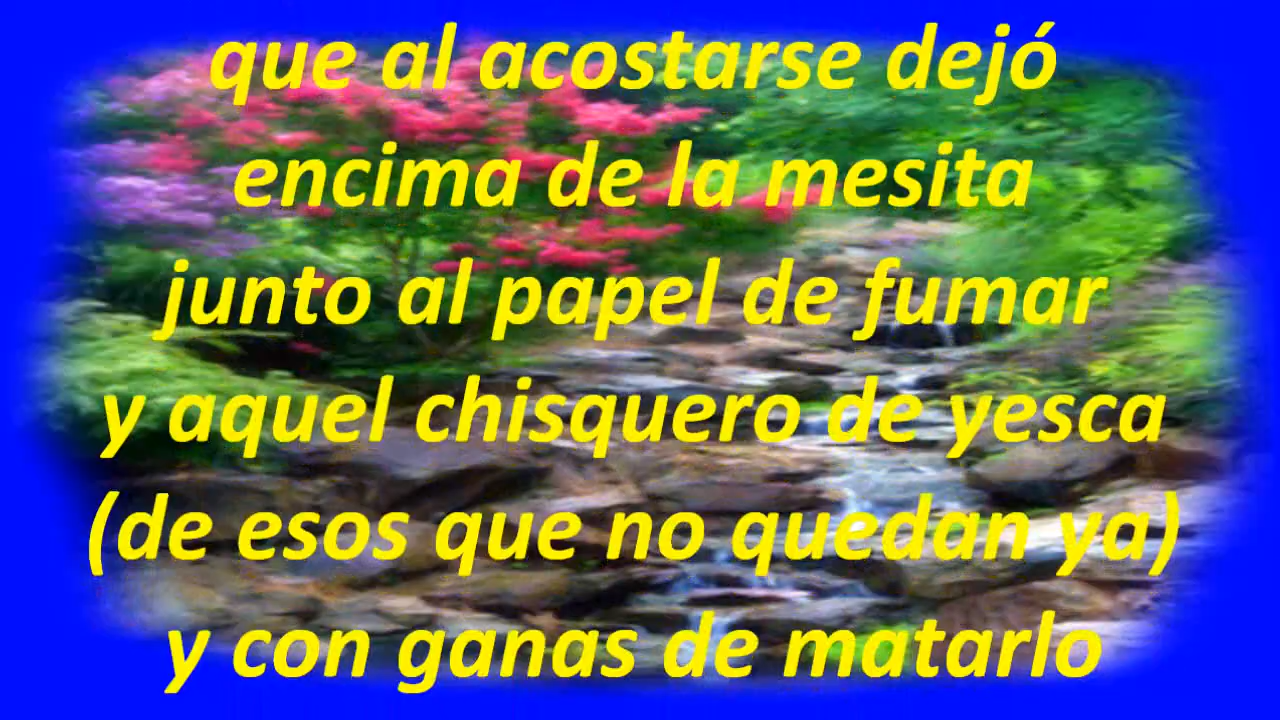 que al acostarse dejó
encima de la mesita
junto al papel de fumar
y aquel chisquero de yesca
(de esos que no quedan ya)
y con ganas de matarlo